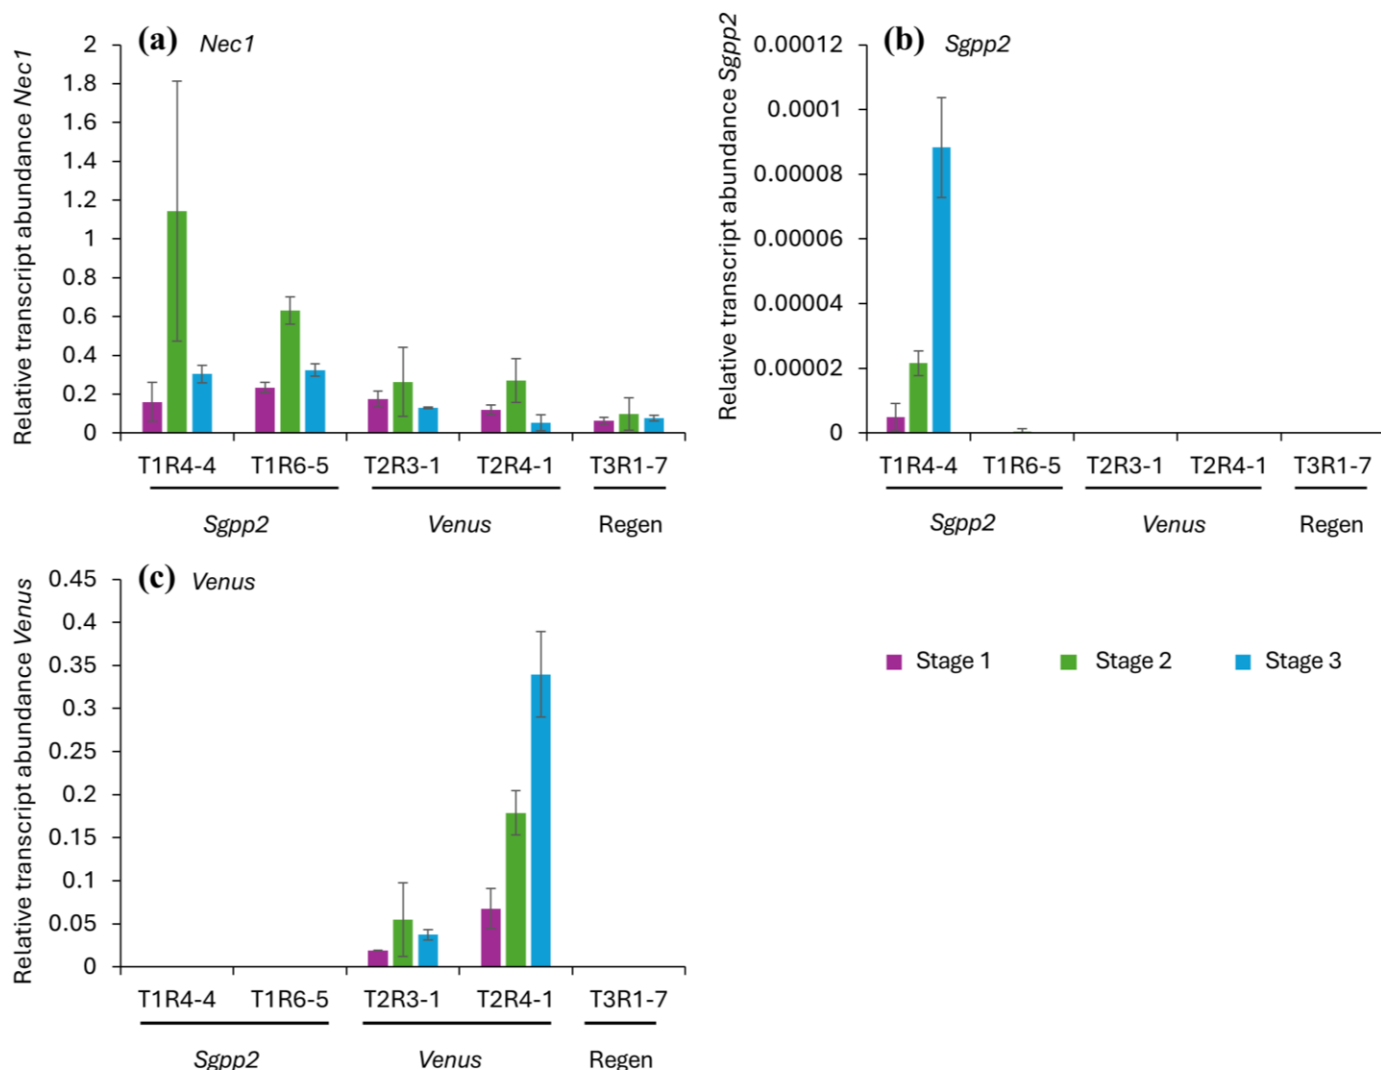 (a) Nec1
Relative transcript abundance Nec1
2
1.8
1.6
1.4
1.2
1
0.8
0.6
0.4
0.2
0
T1R4-4 T1R6-5 T2R3-1 T2R4-1 T3R1-7
Sgpp2 Venus Regen
(b) Sgpp2
Relative transcript abundance Sgpp2
0.00012
0.0001
0.00008
0.00006
0.00004
0.00002
0
T1R4-4 T1R6-5 T2R3-1 T2R4-1 T3R1-7
Sgpp2 Venus Regen
(c) Venus
Relative transcript abundance Venus
0.45
0.4
0.35
0.3
0.25
0.2
0.15
0.1
0.05
0
T1R4-4 T1R6-5 T2R3-1 T2R4-1 T3R1-7
Sgpp2 Venus Regen
Stage 1 Stage 2 Stage 3